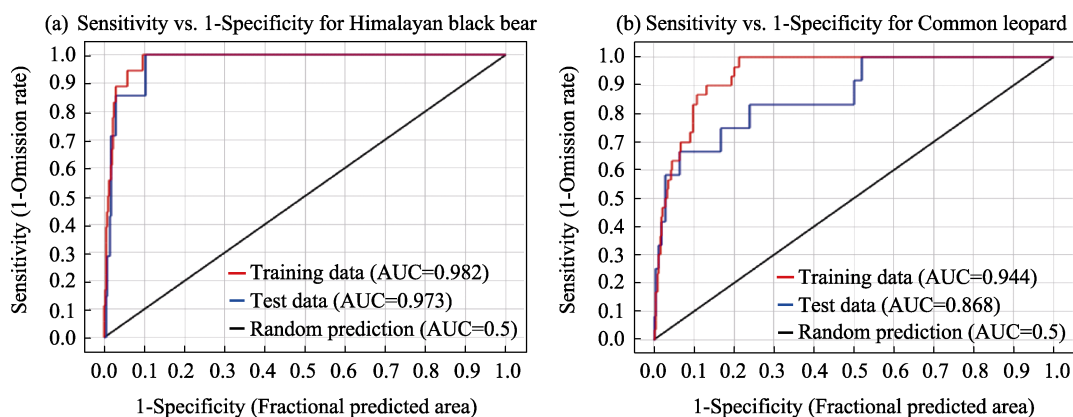 (a) Sensitivity vs. 1-Specificity for Himalayan black bear
Sensitivity (1-Omission rate)
1.0
0.9
0.8
0.7
0.6
0.5
0.4
0.3
0.2
0.1
0.0
Training data (AUC=0.982)
Test data (AUC=0.973)
Random prediction (AUC=0.5)
0.0 0.1 0.2 0.3 0.4 0.5 0.6 0.7 0.8 0.9 1.0
1-Specificity (Fractional predicted area)
(b) Sensitivity vs. 1-Specificity for Common leopard
Sensitivity (1-Omission rate)
1.0
0.9
0.8
0.7
0.6
0.5
0.4
0.3
0.2
0.1
0.0
Training data (AUC=0.944)
Test data (AUC=0.868)
Random prediction (AUC=0.5)
0.0 0.1 0.2 0.3 0.4 0.5 0.6 0.7 0.8 0.9 1.0
1-Specificity (Fractional predicted area)